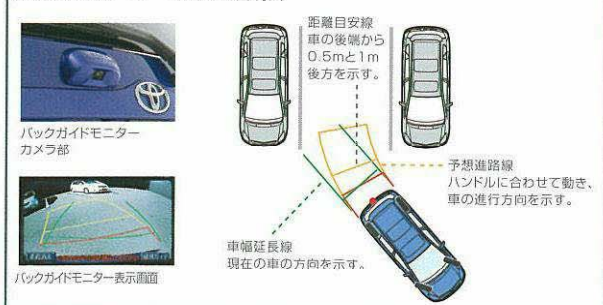 距離目安線
車の後端から
0.5mと1m
後方を示す。
バックガイドモニター
カメラ部
予想進路線
ハンドルに合わせて動き、
車の進行方向を示す。
車幅延長線
現在の車の方向を示す。
バックガイドモニター表示画面